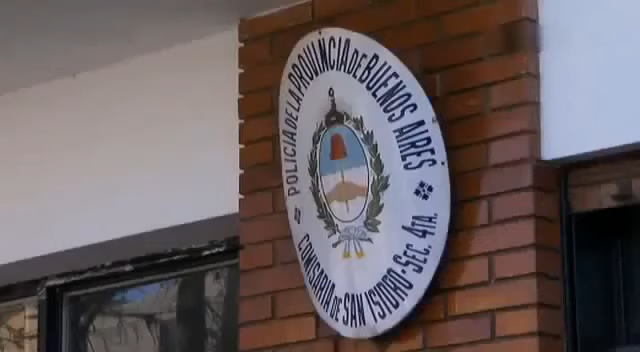 POLICIA DE LA PROVINCIA DE BUENOS AIRES
COMISARIA DE SAN ISIDRO - SEC. 4TA.